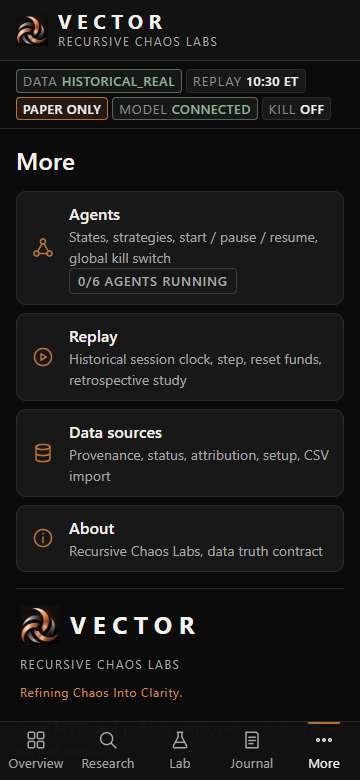 VECTOR
RECURSIVE CHAOS LABS
DATA HISTORICAL_REAL REPLAY 10:30 ET
PAPER ONLY MODEL CONNECTED KILL OFF
More
Agents
States, strategies, start / pause / resume,
global kill switch
0/6 AGENTS RUNNING
Replay
Historical session clock, step, reset funds,
retrospective study
Data sources
Provenance, status, attribution, setup, CSV
import
About
Recursive Chaos Labs, data truth contract
VECTOR
RECURSIVE CHAOS LABS
Refining Chaos Into Clarity.
Overview Research Lab Journal More